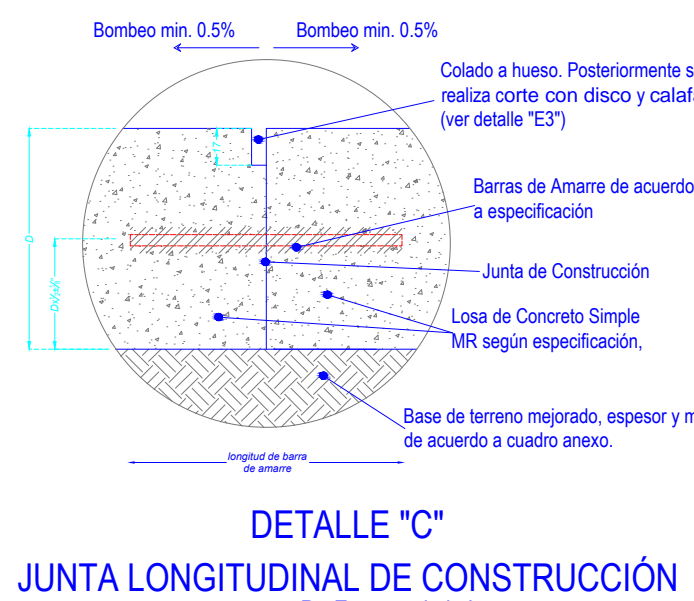 Bombeo min. 0.5% Bombeo min. 0.5%
Colado a hueso. Posteriormente s
realiza corte con disco y calafa
(ver detalle "E3")
17
Barras de Amarre de acuerdo
a especificación
D
Junta de Construcción
Losa de Concreto Simple
MR según especificación,
Base de terreno mejorado, espesor y m
de acuerdo a cuadro anexo.
longitud de barra
de amarre
DETALLE "C"
JUNTA LONGITUDINAL DE CONSTRUCCIÓN